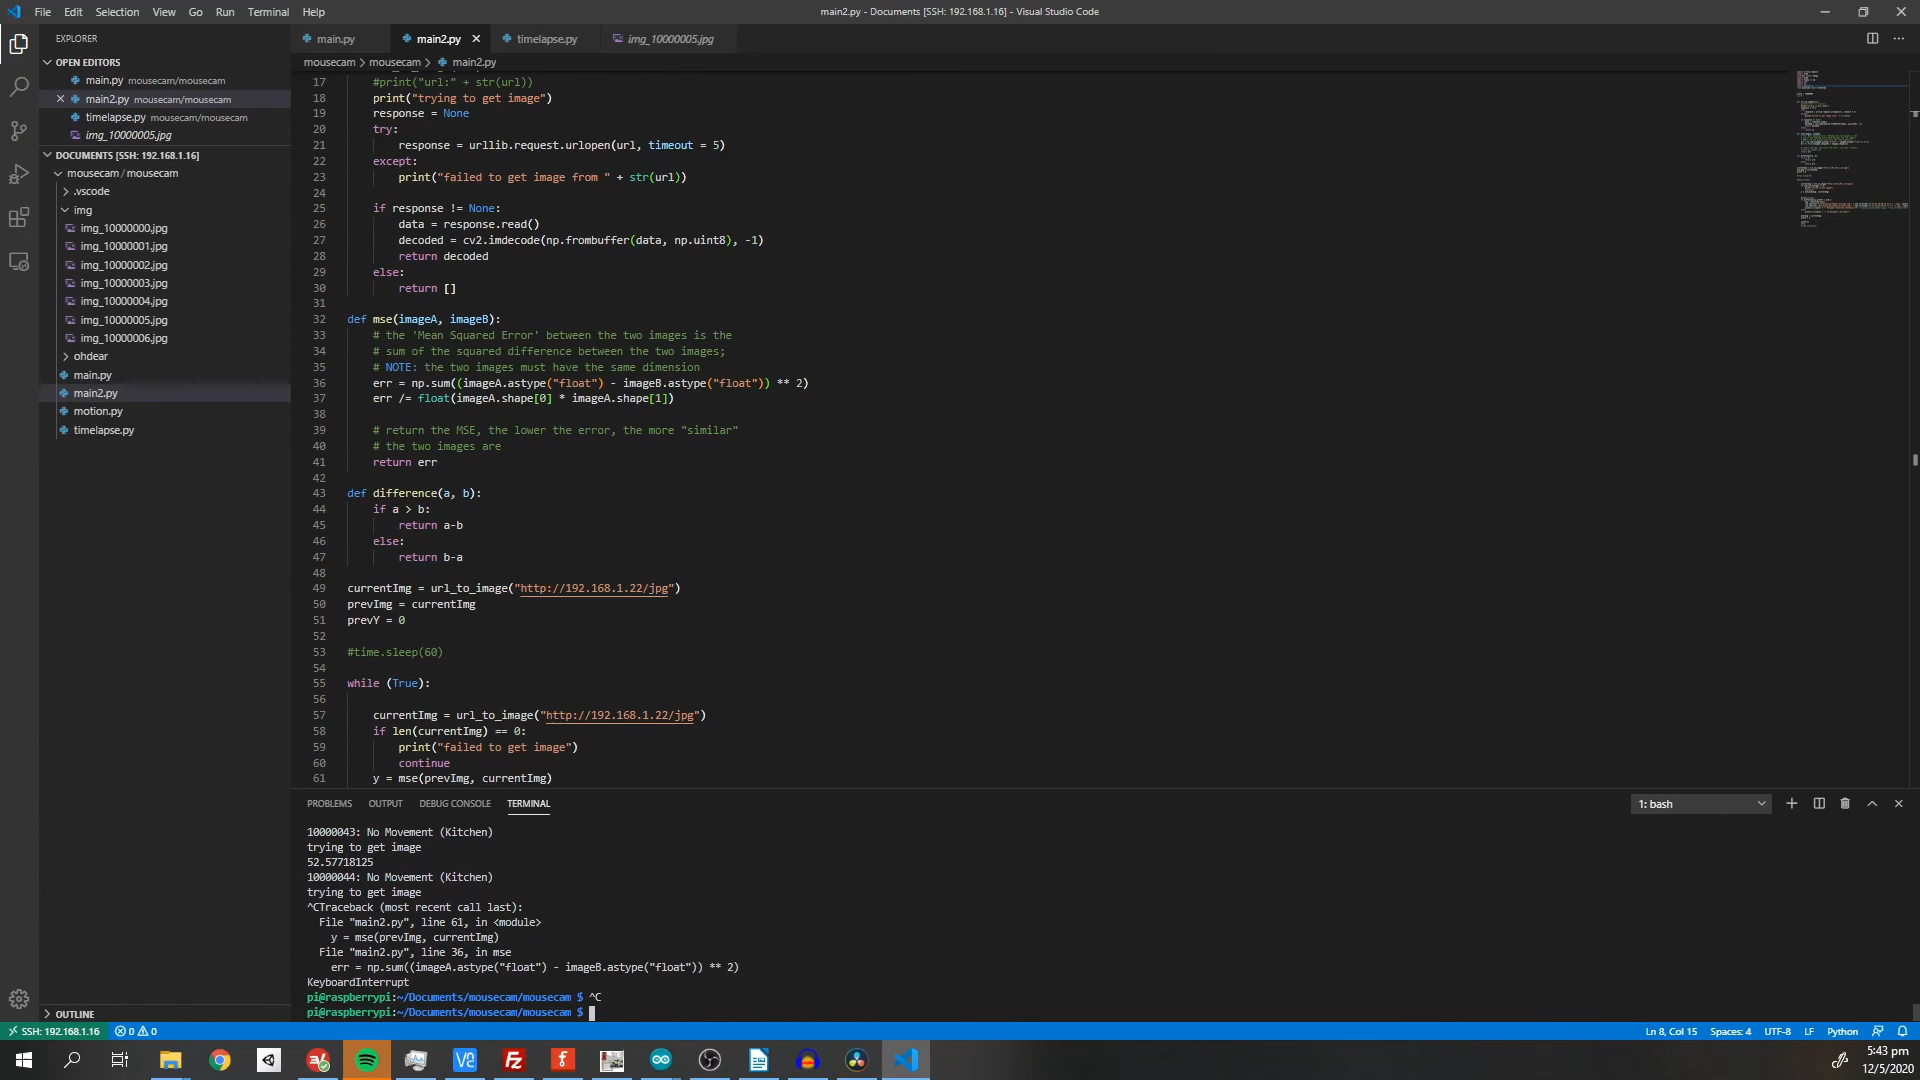 File Edit Selection View Go Run Terminal Help
main2.py - Documents [SSH: 192.168.1.16] - Visual Studio Code
EXPLORER
OPEN EDITORS
main.py mousecam/mousecam
main2.py mousecam/mousecam
timelapse.py mousecam/mousecam
img_10000005.jpg
DOCUMENTS [SSH: 192.168.1.16]
mousecam / mousecam
.vscode
img
img_10000000.jpg
img_10000001.jpg
img_10000002.jpg
img_10000003.jpg
img_10000004.jpg
img_10000005.jpg
img_10000006.jpg
ohdear
main.py
main2.py
motion.py
timelapse.py
OUTLINE
main.py main2.py timelapse.py img_10000005.jpg
mousecam > mousecam > main2.py
17 #print("url:" + str(url))
18 print("trying to get image")
19 response = None
20 try:
21 response = urllib.request.urlopen(url, timeout = 5)
22 except:
23 print("failed to get image from " + str(url))
24
25 if response != None:
26 data = response.read()
27 decoded = cv2.imdecode(np.frombuffer(data, np.uint8), -1)
28 return decoded
29 else:
30 return []
31
32 def mse(imageA, imageB):
33 # the 'Mean Squared Error' between the two images is the
34 # sum of the squared difference between the two images;
35 # NOTE: the two images must have the same dimension
36 err = np.sum((imageA.astype("float") - imageB.astype("float")) ** 2)
37 err /= float(imageA.shape[0] * imageA.shape[1])
38
39 # return the MSE, the lower the error, the more "similar"
40 # the two images are
41 return err
42
43 def difference(a, b):
44 if a > b:
45 return a-b
46 else:
47 return b-a
48
49 currentImg = url_to_image("http://192.168.1.22/jpg")
50 prevImg = currentImg
51 prevY = 0
52
53 #time.sleep(60)
54
55 while (True):
56
57 currentImg = url_to_image("http://192.168.1.22/jpg")
58 if len(currentImg) == 0:
59 print("failed to get image")
60 continue
61 y = mse(prevImg, currentImg)
PROBLEMS OUTPUT DEBUG CONSOLE TERMINAL
1: bash
10000043: No Movement (Kitchen)
trying to get image
52.57718125
10000044: No Movement (Kitchen)
trying to get image
^CTraceback (most recent call last):
File "main2.py", line 61, in <module>
y = mse(prevImg, currentImg)
File "main2.py", line 36, in mse
err = np.sum((imageA.astype("float") - imageB.astype("float")) ** 2)
KeyboardInterrupt
pi@raspberrypi:~/Documents/mousecam/mousecam $ ^C
pi@raspberrypi:~/Documents/mousecam/mousecam $
SSH: 192.168.1.16 0 0
Ln 8, Col 15 Spaces: 4 UTF-8 LF Python
5:43 pm
12/5/2020